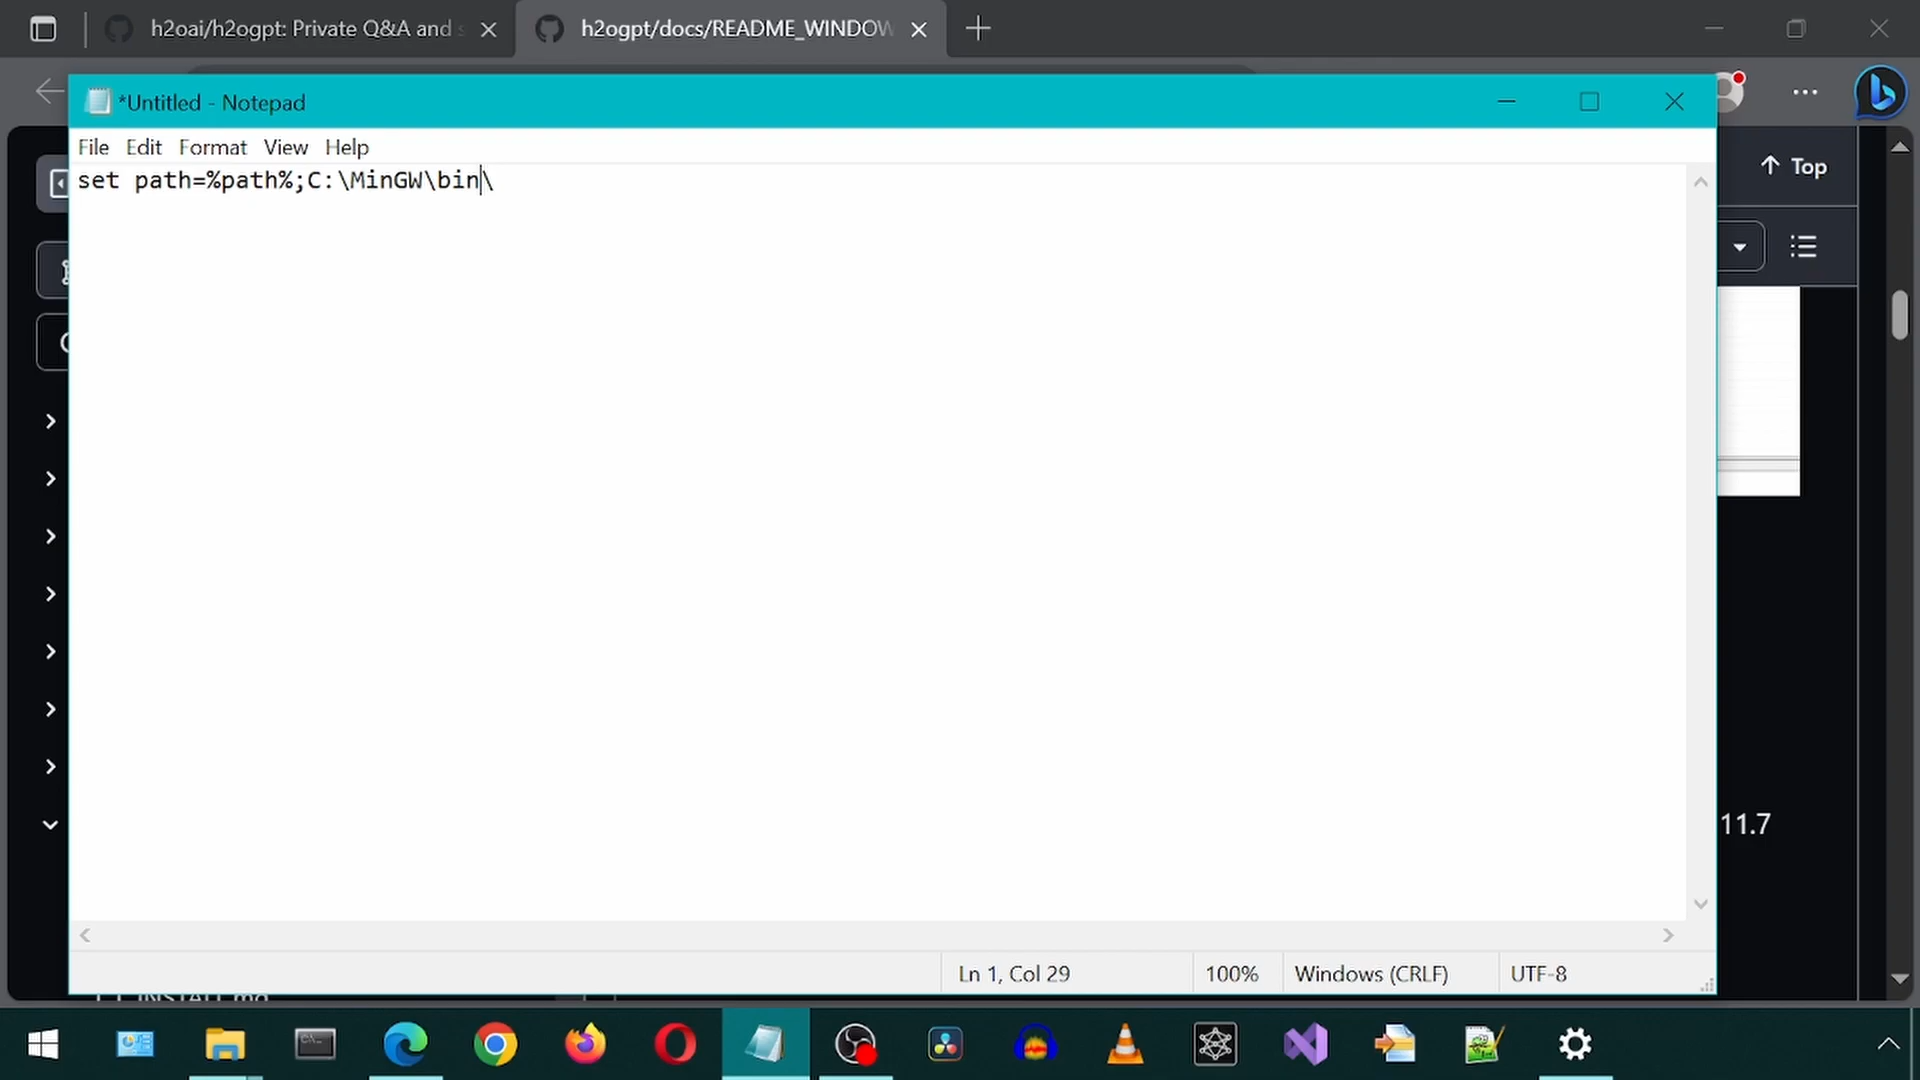 h2oai/h2ogpt: Private Q&A and s
h2ogpt/docs/README_WINDOW
*Untitled - Notepad
File Edit Format View Help
set path=%path%;C:\MinGW\bin\
Top
11.7
Ln 1, Col 29
100%
Windows (CRLF)
UTF-8